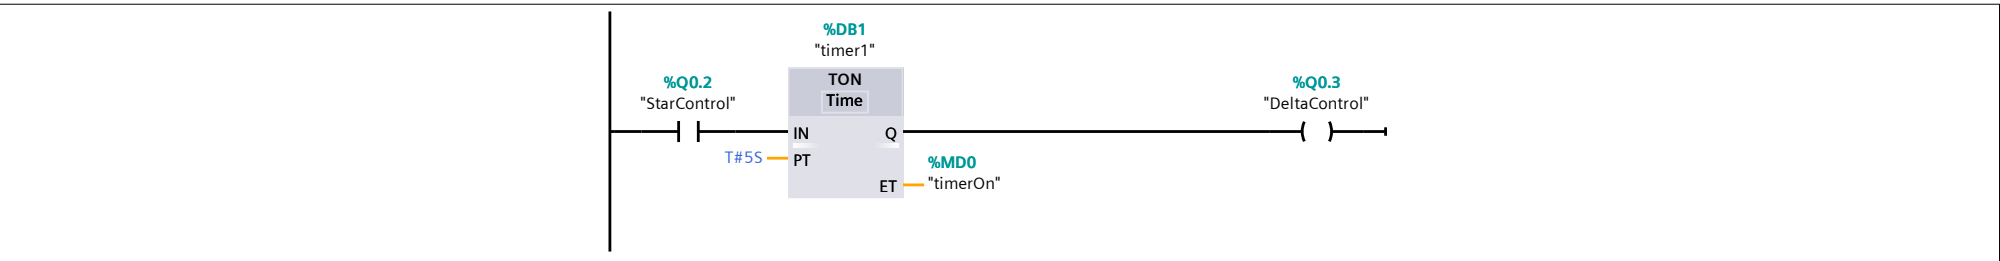 %DB1
"timer1"
%Q0.2
"StarControl"
TON
Time
%Q0.3
"DeltaControl"
IN
Q
T#5S
PT
%MD0
"timerOn"
ET